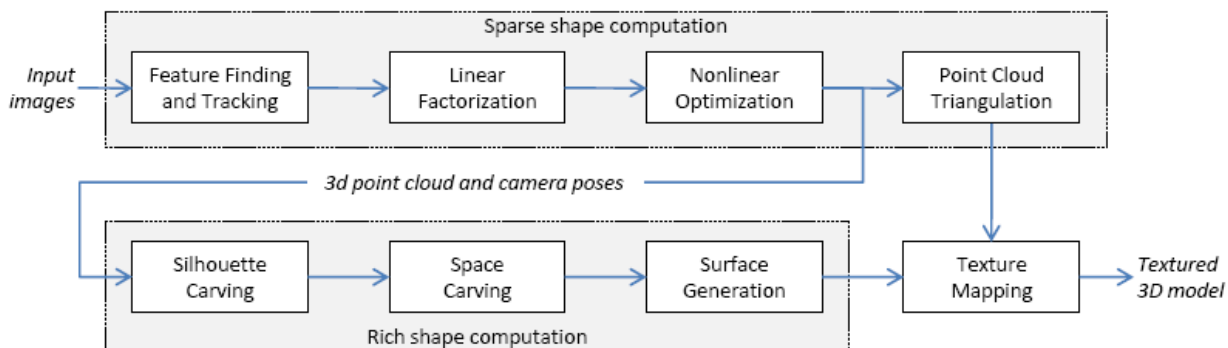 Sparse shape computation
Input
images
Feature Finding
and Tracking
Linear
Factorization
Nonlinear
Optimization
Point Cloud
Triangulation
3d point cloud and camera poses
Silhouette
Carving
Space
Carving
Surface
Generation
Texture
Mapping
Textured
3D model
Rich shape computation